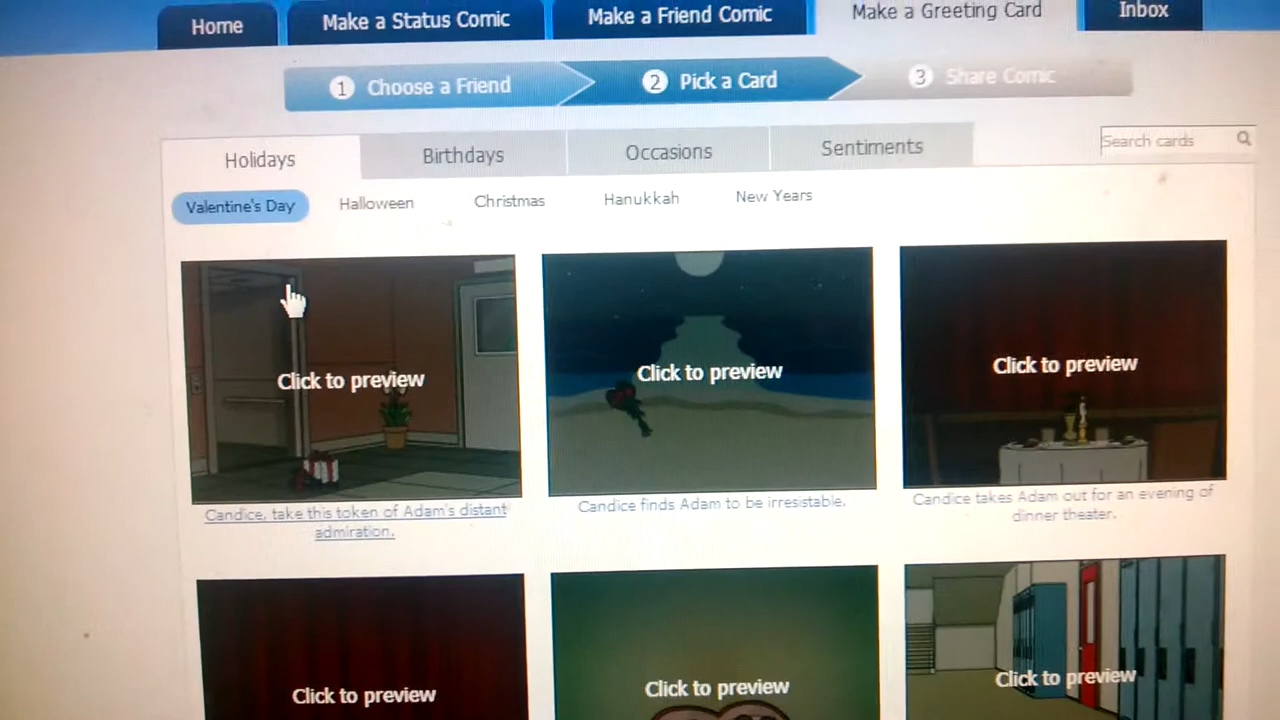 Home
Make a Status Comic
Make a Friend Comic
Make a Greeting Card
Inbox
1 Choose a Friend
2 Pick a Card
3 Share Comic
Holidays
Birthdays
Occasions
Sentiments
Search cards
Valentine's Day
Halloween
Christmas
Hanukkah
New Years
Click to preview
Click to preview
Click to preview
Candice, take this token of Adam's distant
admiration.
Candice finds Adam to be irresistable.
Candice takes Adam out for an evening of
dinner theater.
Click to preview
Click to preview
Click to preview